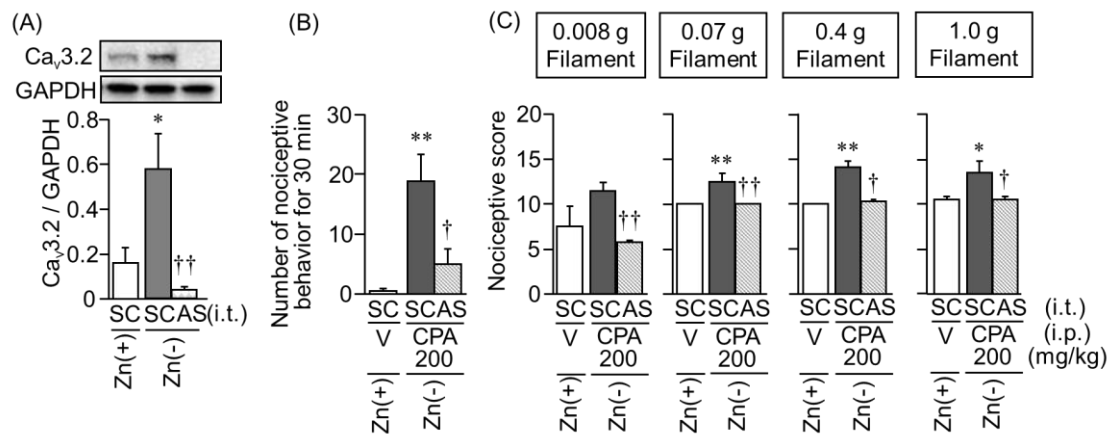 (A)
Caᵥ3.2
GAPDH
Caᵥ3.2 / GAPDH
0.8
0.6
0.4
0.2
0
*
††
SC SC AS (i.t.)
Zn(+) Zn(-)
(B)
Number of nociceptive
behavior for 30 min
30
20
10
0
**
†
SC SC AS
V CPA
200
Zn(+) Zn(-)
(C)
0.008 g
Filament
0.07 g
Filament
0.4 g
Filament
1.0 g
Filament
Nociceptive score
20
15
10
5
0
††
** ††
** †
* †
SC SC AS SC SC AS SC SC AS SC SC AS (i.t.)
V CPA V CPA V CPA V CPA (i.p.)
200 200 200 200 (mg/kg)
Zn(+) Zn(-) Zn(+) Zn(-) Zn(+) Zn(-) Zn(+) Zn(-)